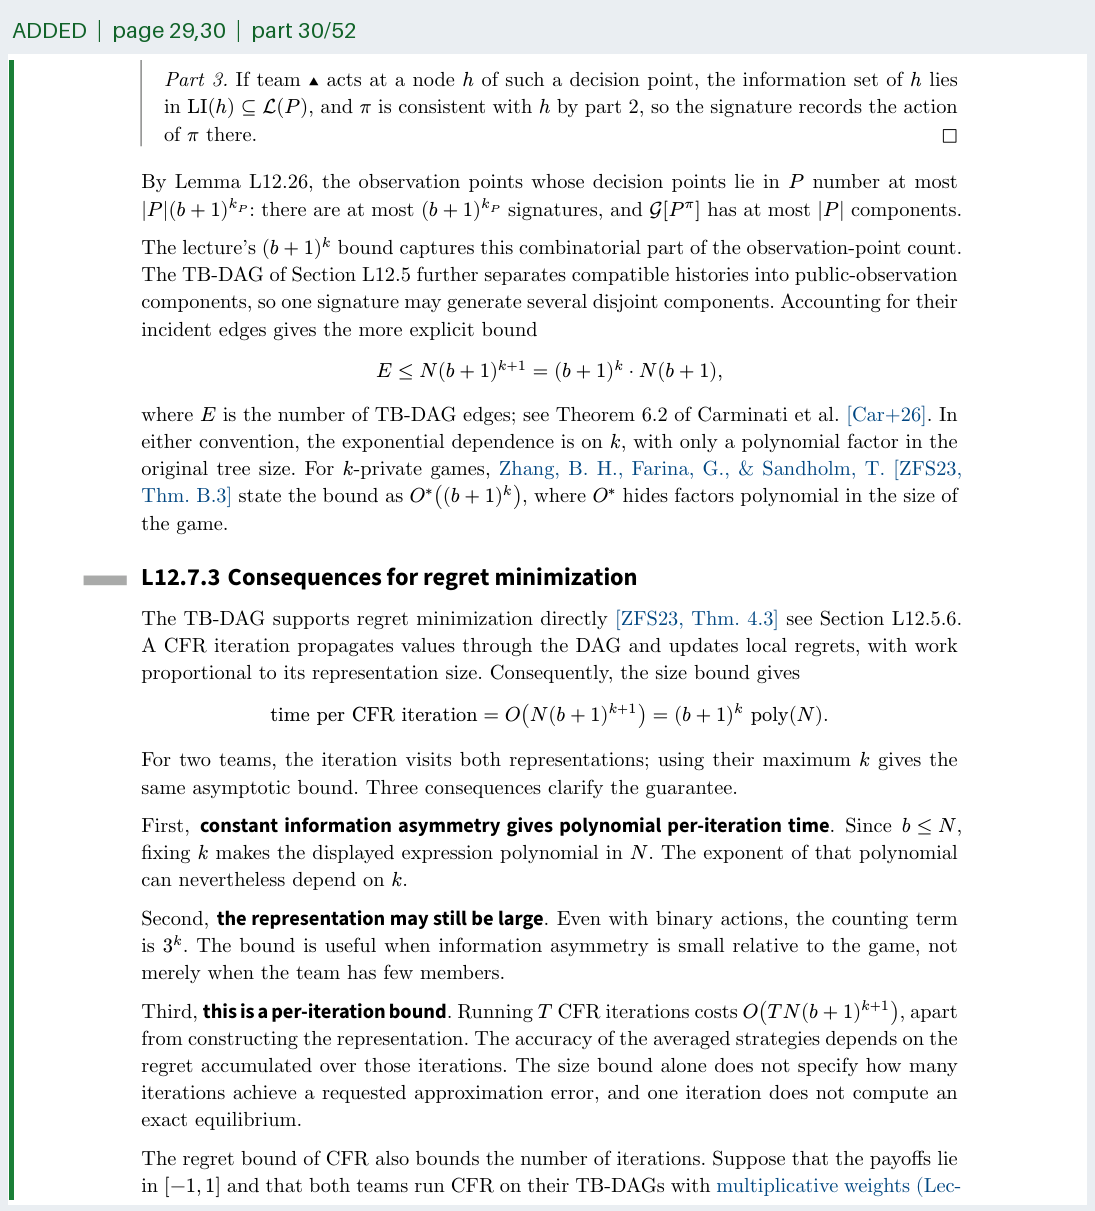 ADDED | page 29,30 | part 30/52
Part 3. If team ▲ acts at a node h of such a decision point, the information set of h lies
in LI(h) ⊆ 𝓛(P), and π is consistent with h by part 2, so the signature records the action
of π there. □
By Lemma L12.26, the observation points whose decision points lie in P number at most
|P|(b + 1)^{k_P}: there are at most (b + 1)^{k_P} signatures, and 𝒢[P^π] has at most |P| components.
The lecture's (b + 1)^k bound captures this combinatorial part of the observation-point count.
The TB-DAG of Section L12.5 further separates compatible histories into public-observation
components, so one signature may generate several disjoint components. Accounting for their
incident edges gives the more explicit bound
E ≤ N(b + 1)^{k+1} = (b + 1)^k · N(b + 1),
where E is the number of TB-DAG edges; see Theorem 6.2 of Carminati et al. [Car+26]. In
either convention, the exponential dependence is on k, with only a polynomial factor in the
original tree size. For k-private games, Zhang, B. H., Farina, G., & Sandholm, T. [ZFS23,
Thm. B.3] state the bound as O*((b + 1)^k), where O* hides factors polynomial in the size of
the game.
L12.7.3 Consequences for regret minimization
The TB-DAG supports regret minimization directly [ZFS23, Thm. 4.3] see Section L12.5.6.
A CFR iteration propagates values through the DAG and updates local regrets, with work
proportional to its representation size. Consequently, the size bound gives
time per CFR iteration = O(N(b + 1)^{k+1}) = (b + 1)^k poly(N).
For two teams, the iteration visits both representations; using their maximum k gives the
same asymptotic bound. Three consequences clarify the guarantee.
First, constant information asymmetry gives polynomial per-iteration time. Since b ≤ N,
fixing k makes the displayed expression polynomial in N. The exponent of that polynomial
can nevertheless depend on k.
Second, the representation may still be large. Even with binary actions, the counting term
is 3^k. The bound is useful when information asymmetry is small relative to the game, not
merely when the team has few members.
Third, this is a per-iteration bound. Running T CFR iterations costs O(TN(b + 1)^{k+1}), apart
from constructing the representation. The accuracy of the averaged strategies depends on the
regret accumulated over those iterations. The size bound alone does not specify how many
iterations achieve a requested approximation error, and one iteration does not compute an
exact equilibrium.
The regret bound of CFR also bounds the number of iterations. Suppose that the payoffs lie
in [−1, 1] and that both teams run CFR on their TB-DAGs with multiplicative weights (Lec-